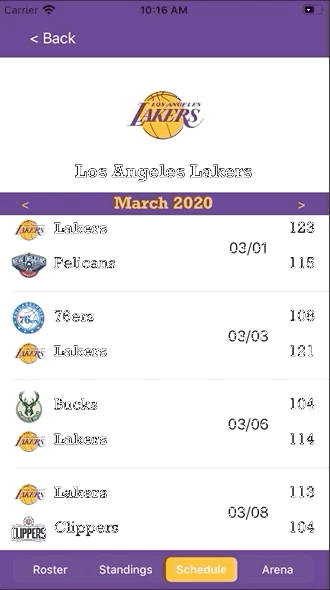 Carrier 10:16 AM
< Back
LOS ANGELES
LAKERS
Los Angeles Lakers
< March 2020 >
Lakers 123
03/01
Pelicans 115
76ers 108
03/03
Lakers 121
Bucks 104
03/06
Lakers 114
Lakers 113
03/08
CLIPPERS Clippers 104
Roster Standings Schedule Arena